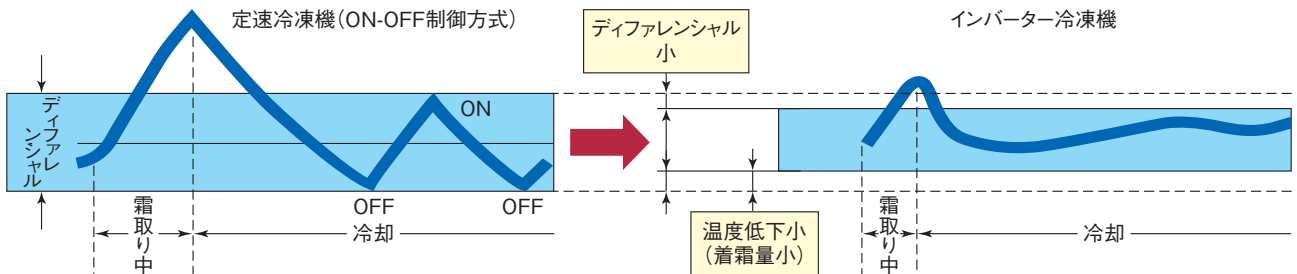 定速冷凍機(ON-OFF制御方式)
ディファレンシャル
ON
OFF
OFF
霜取り中
冷却
ディファレンシャル
小
温度低下小
(着霜量小)
インバーター冷凍機
霜取り中
冷却